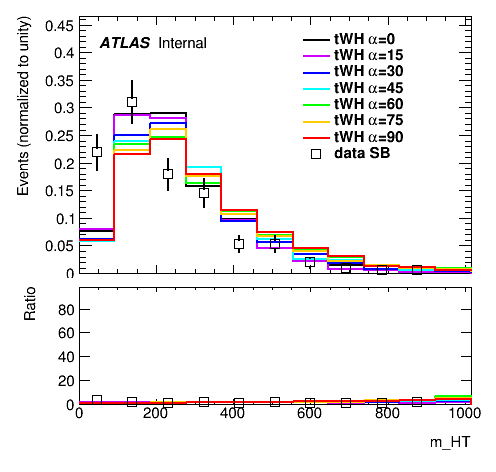 ATLAS Internal
tWH α=0
tWH α=15
tWH α=30
tWH α=45
tWH α=60
tWH α=75
tWH α=90
data SB
Events (normalized to unity)
0.45
0.4
0.35
0.3
0.25
0.2
0.15
0.1
0.05
0
Ratio
80
60
40
20
0
0 200 400 600 800 1000
m_HT